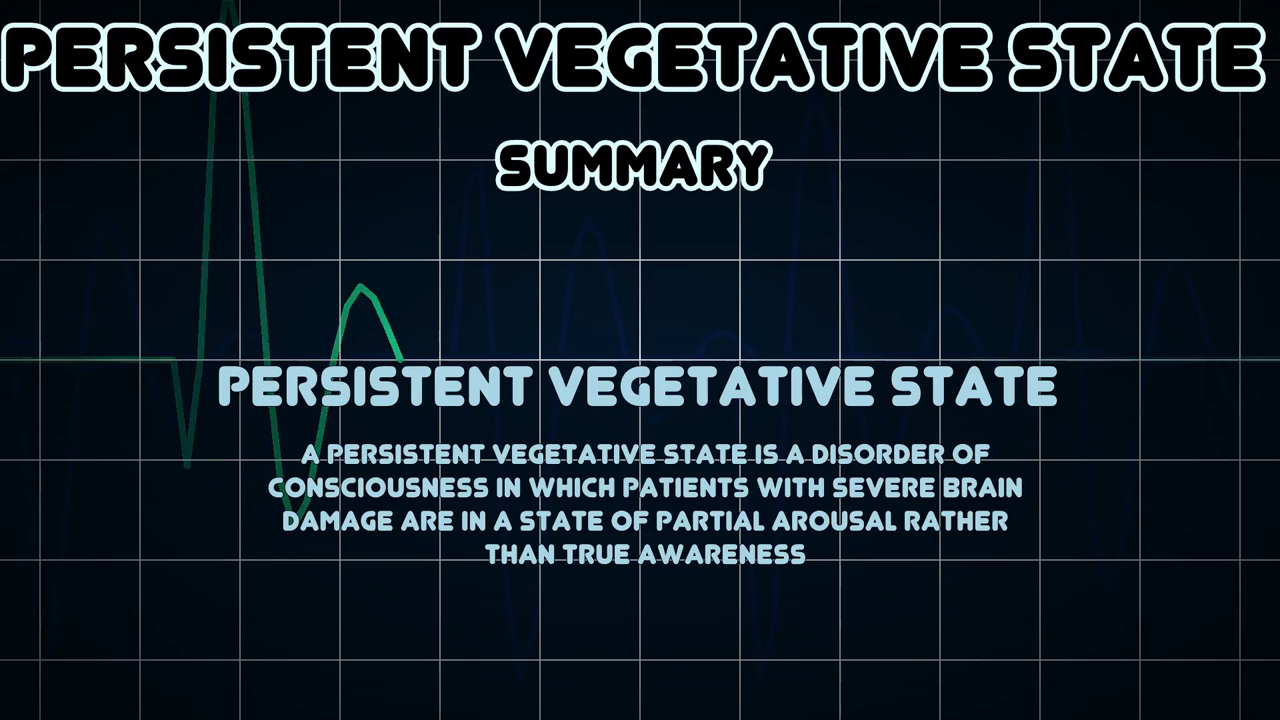 PERSISTENT VEGETATIVE STATE
SUMMARY
PERSISTENT VEGETATIVE STATE
A PERSISTENT VEGETATIVE STATE IS A DISORDER OF
CONSCIOUSNESS IN WHICH PATIENTS WITH SEVERE BRAIN
DAMAGE ARE IN A STATE OF PARTIAL AROUSAL RATHER
THAN TRUE AWARENESS